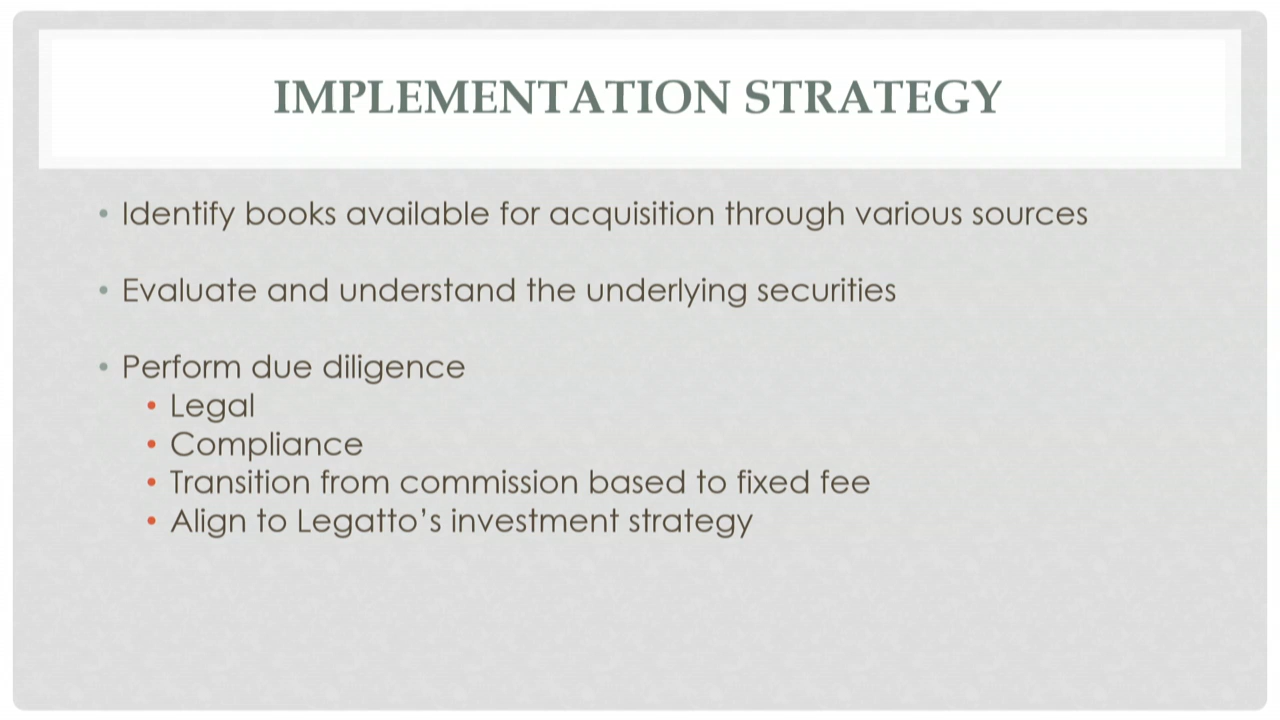 IMPLEMENTATION STRATEGY
• Identify books available for acquisition through various sources
• Evaluate and understand the underlying securities
• Perform due diligence
• Legal
• Compliance
• Transition from commission based to fixed fee
• Align to Legatto’s investment strategy